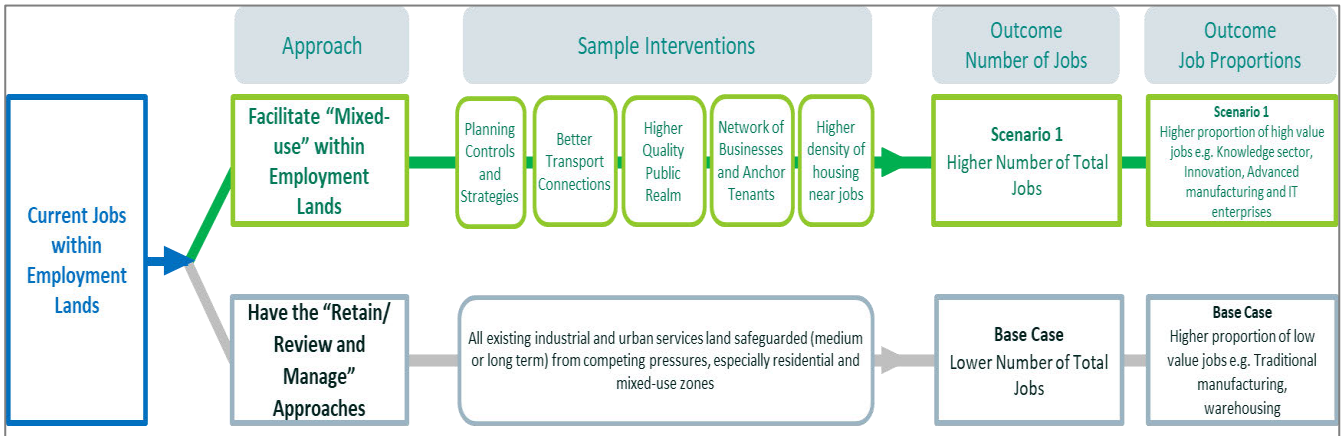 Approach
Sample Interventions
Outcome
Number of Jobs
Outcome
Job Proportions
Current Jobs
within
Employment
Lands
Facilitate “Mixed-
use” within
Employment
Lands
Planning
Controls
and
Strategies
Better
Transport
Connections
Higher
Quality
Public
Realm
Network of
Businesses
and Anchor
Tenants
Higher
density of
housing
near jobs
Scenario 1
Higher Number of Total
Jobs
Scenario 1
Higher proportion of high value
jobs e.g. Knowledge sector,
Innovation, Advanced
manufacturing and IT
enterprises
Have the “Retain/
Review and
Manage”
Approaches
All existing industrial and urban services land safeguarded (medium
or long term) from competing pressures, especially residential and
mixed-use zones
Base Case
Lower Number of Total
Jobs
Base Case
Higher proportion of low
value jobs e.g. Traditional
manufacturing,
warehousing